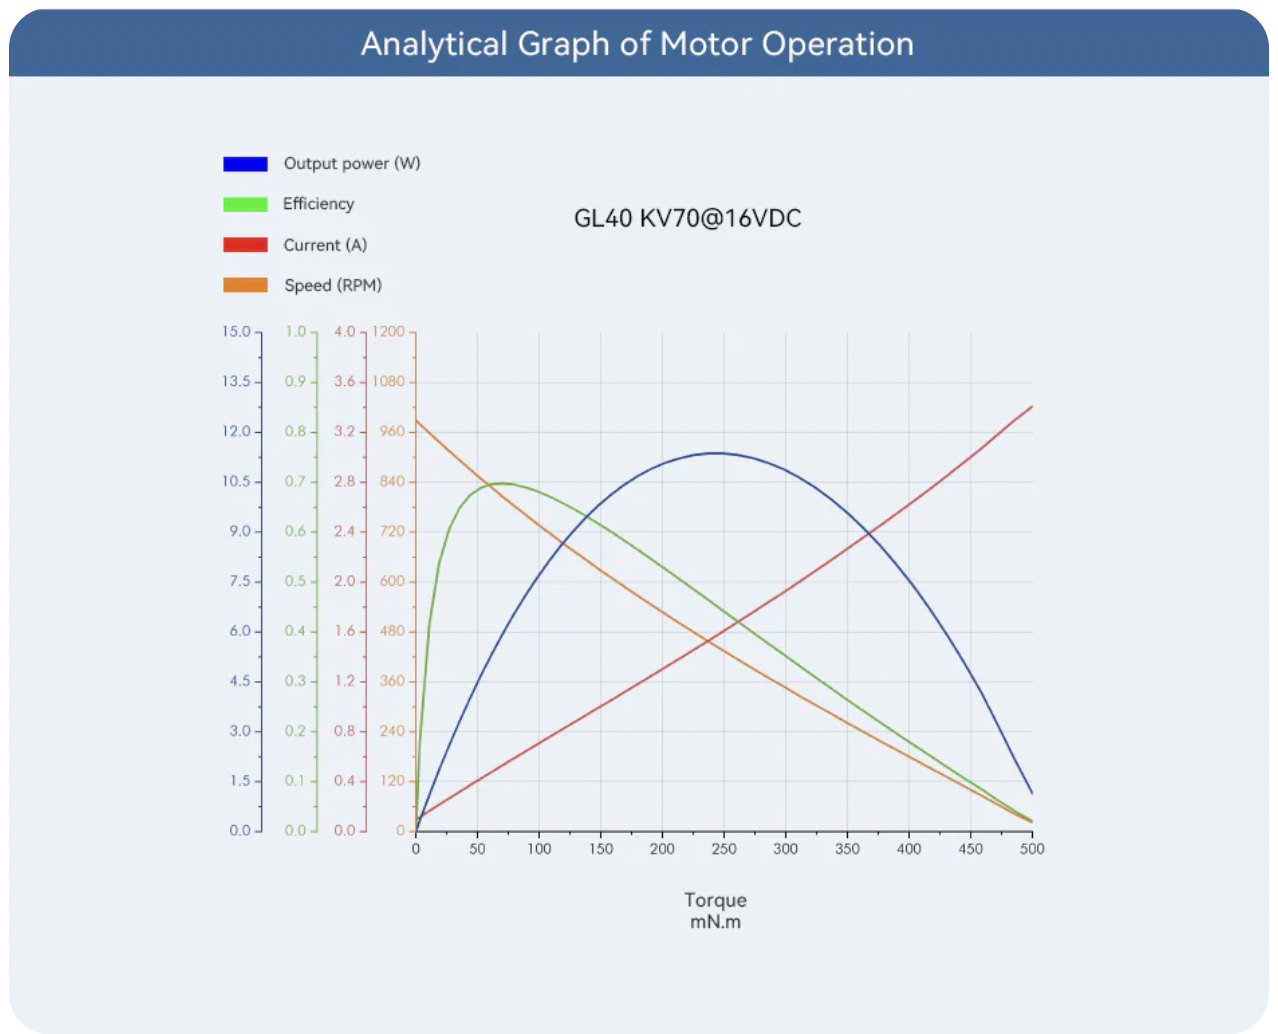 Analytical Graph of Motor Operation
Output power (W)
Efficiency
GL40 KV70@16VDC
Current (A)
Speed (RPM)
15.0 1.0 4.0 1200
13.5 0.9 3.6 1080
12.0 0.8 3.2 960
10.5 0.7 2.8 840
9.0 0.6 2.4 720
7.5 0.5 2.0 600
6.0 0.4 1.6 480
4.5 0.3 1.2 360
3.0 0.2 0.8 240
1.5 0.1 0.4 120
0.0 0.0 0.0 0
0 50 100 150 200 250 300 350 400 450 500
Torque
mN.m